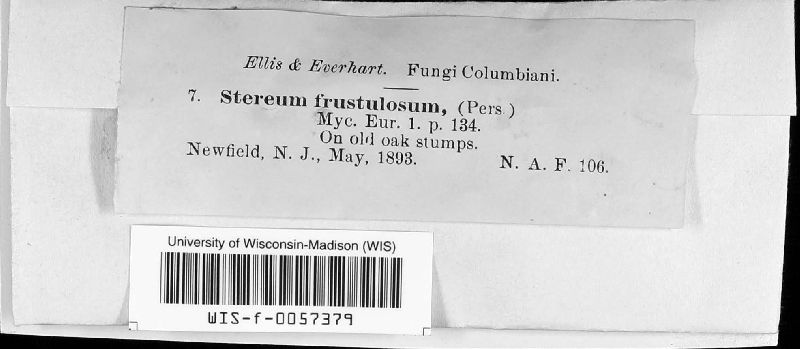 Ellis & Everhart. Fungi Columbiani.
7. Stereum frustulosum, (Pers )
Myc. Eur. 1. p. 134.
On old oak stumps.
Newfield, N. J., May, 1893. N. A. F. 106.
University of Wisconsin-Madison (WIS)
WIS-f-0057379